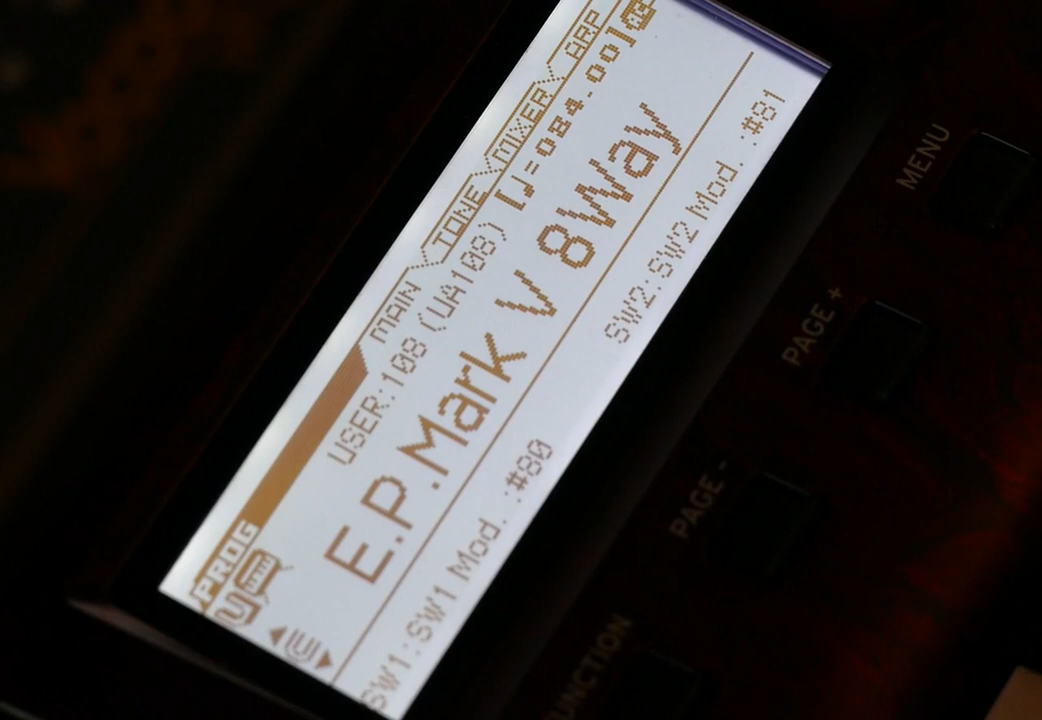 PROG MAIN TONE MIXER ARP
U USER:108 (UA108) [♩=084.00]
U E.P.Mark V 8Way
SW1:SW1 Mod. :#80 SW2:SW2 Mod. :#81
MENU
PAGE +
PAGE -
FUNCTION